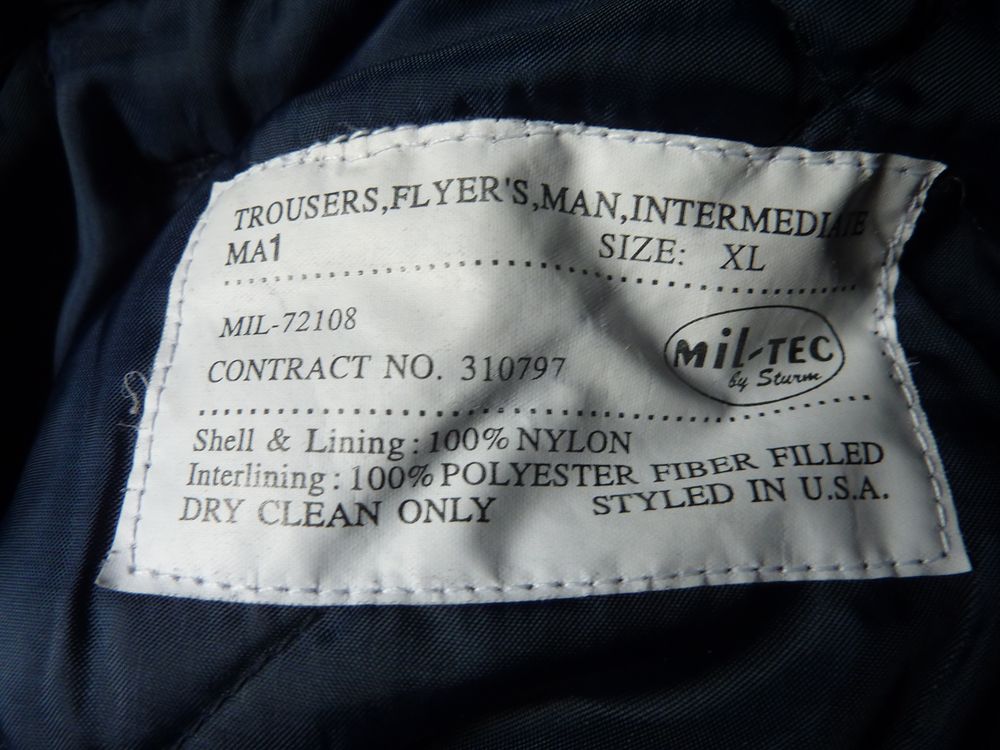 TROUSERS,FLYER'S,MAN,INTERMEDIATE
MA1 SIZE: XL
MIL-72108
CONTRACT NO. 310797
Mil-TEC
by Sturm
Shell & Lining : 100% NYLON
Interlining : 100% POLYESTER FIBER FILLED
DRY CLEAN ONLY STYLED IN U.S.A.